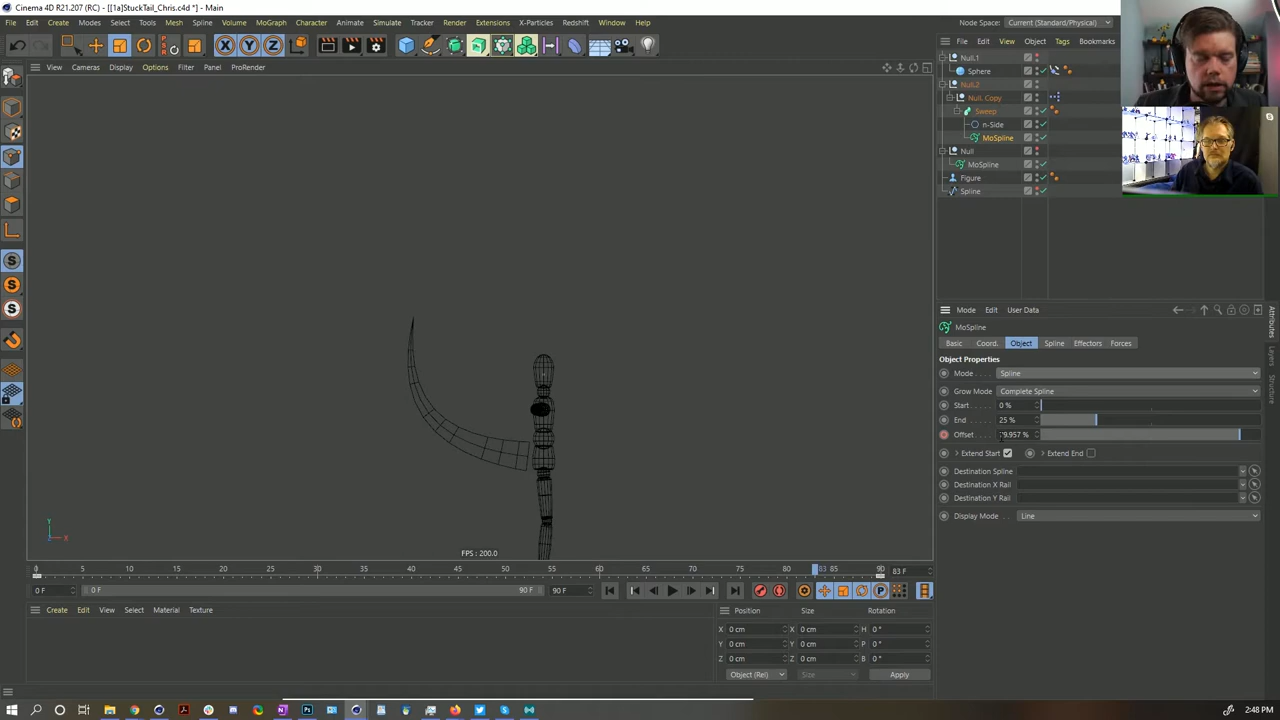 Cinema 4D R21.207 (RC) - [[1a]StuckTail_Chris.c4d *] - Main
File Edit Create Modes Select Tools Mesh Spline Volume MoGraph Character Animate Simulate Tracker Render Extensions X-Particles Redshift Window Help
Node Space: Current (Standard/Physical)
View Cameras Display Options Filter Panel ProRender
File Edit View Object Tags Bookmarks
Null.1
Sphere
Null.2
Null. Copy
Sweep
n-Side
MoSpline
Null
MoSpline
Figure
Spline
Mode Edit User Data
MoSpline
Basic Coord. Object Spline Effectors Forces
Object Properties
Mode Spline
Grow Mode Complete Spline
Start 0 %
End 25 %
Offset 9.957 %
Extend Start Extend End
Destination Spline
Destination X Rail
Destination Y Rail
Display Mode Line
Attributes
Layers
Structure
X Y Z
P
S
S
S
Y
X
FPS : 200.0
0 5 10 15 20 25 30 35 40 45 50 55 60 65 70 75 80 83 85 90 83 F
0 F 0 F 90 F 90 F
Create Edit View Select Material Texture
Position Size Rotation
X 0 cm X 0 cm H 0 °
Y 0 cm Y 0 cm P 0 °
Z 0 cm Z 0 cm B 0 °
Object (Rel) Size Apply
2:48 PM